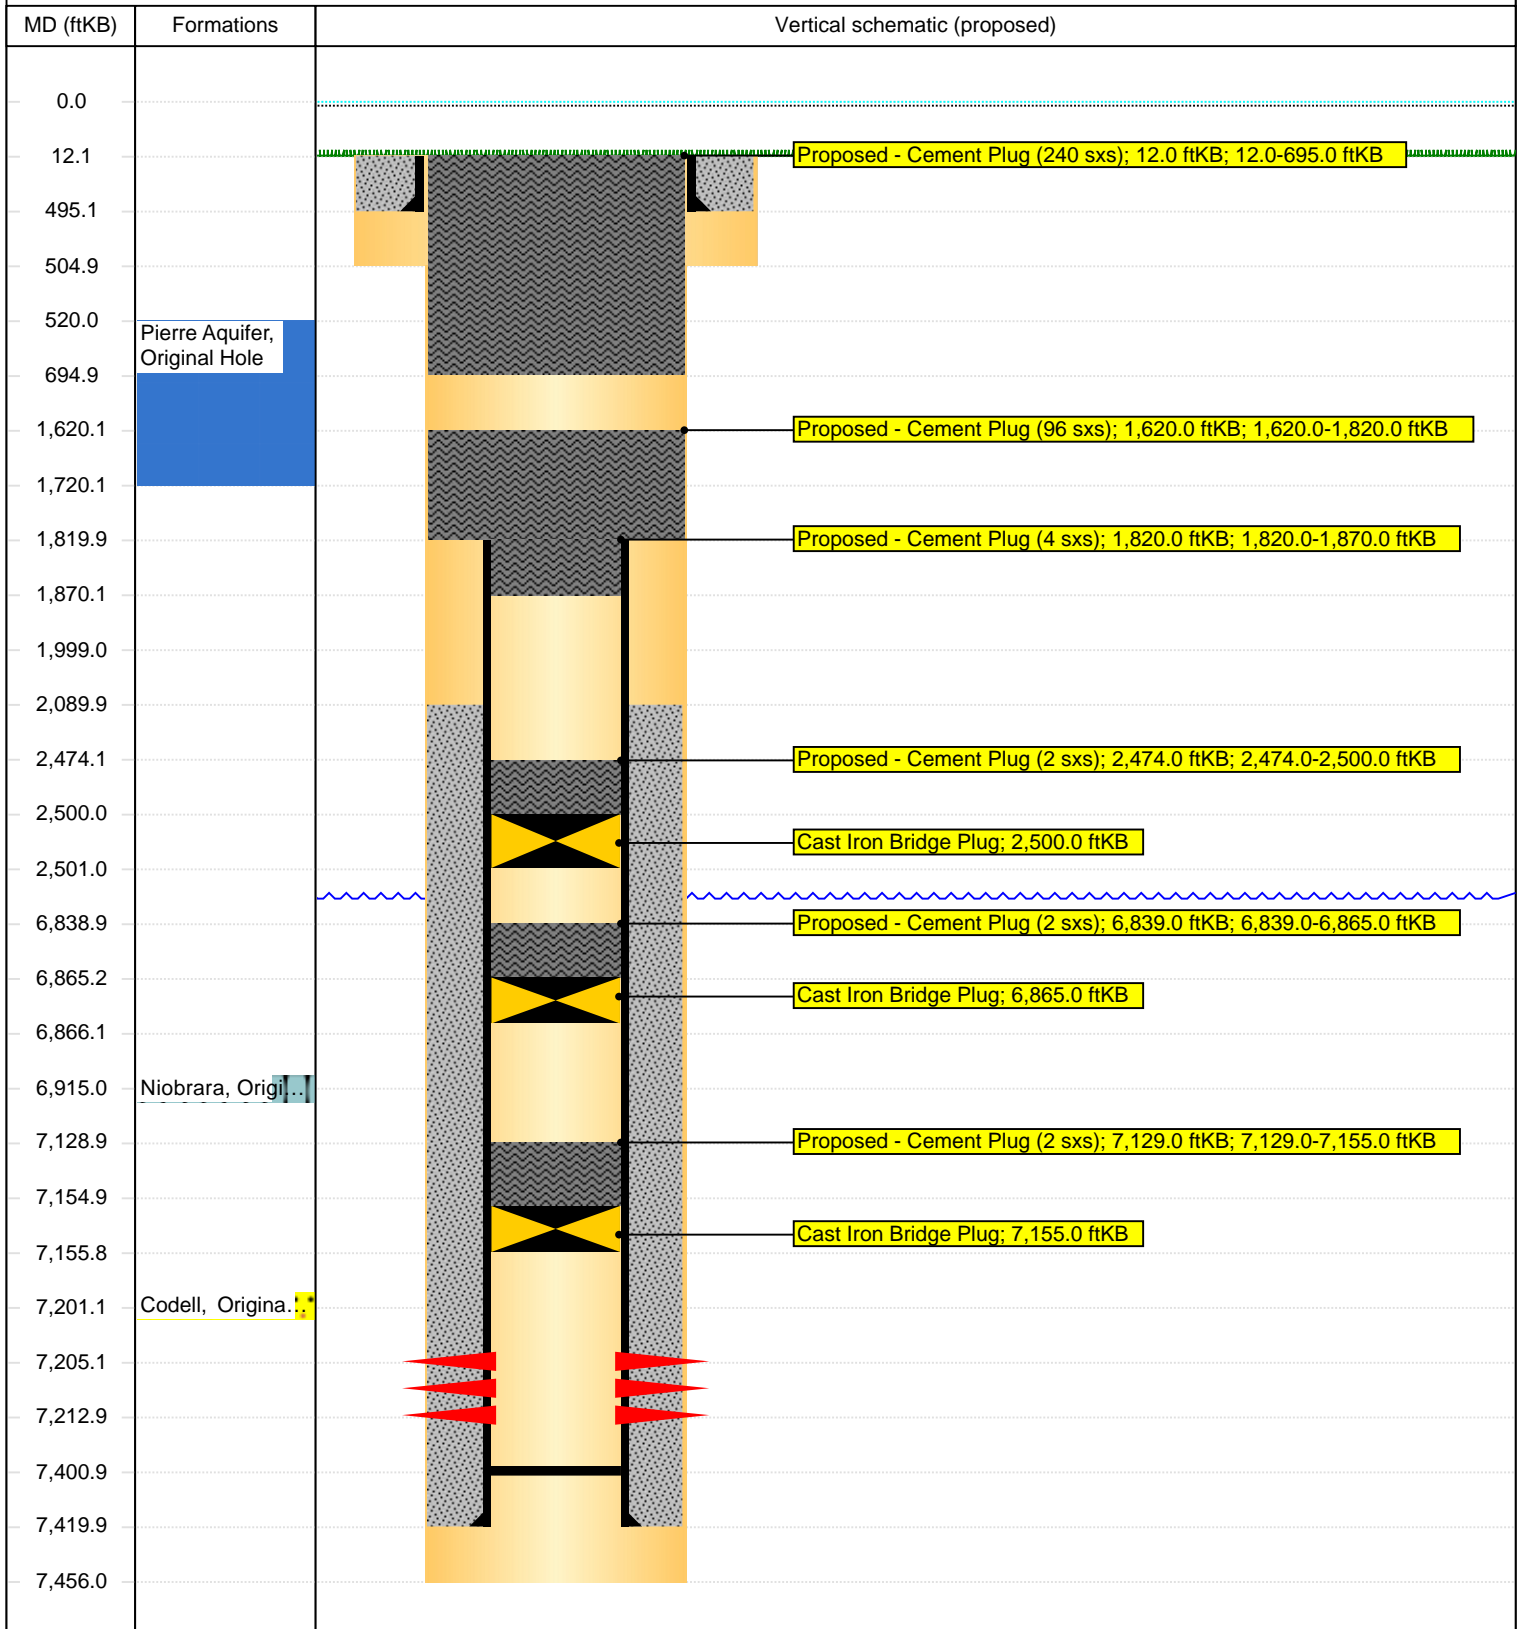 MD (ftKB) Formations Vertical schematic (proposed)
0.0
12.1 Proposed - Cement Plug (240 sxs); 12.0 ftKB; 12.0-695.0 ftKB
495.1
504.9
520.0
Pierre Aquifer,
Original Hole
694.9
1,620.1 Proposed - Cement Plug (96 sxs); 1,620.0 ftKB; 1,620.0-1,820.0 ftKB
1,720.1
1,819.9 Proposed - Cement Plug (4 sxs); 1,820.0 ftKB; 1,820.0-1,870.0 ftKB
1,870.1
1,999.0
2,089.9
2,474.1 Proposed - Cement Plug (2 sxs); 2,474.0 ftKB; 2,474.0-2,500.0 ftKB
2,500.0
Cast Iron Bridge Plug; 2,500.0 ftKB
2,501.0
6,838.9 Proposed - Cement Plug (2 sxs); 6,839.0 ftKB; 6,839.0-6,865.0 ftKB
6,865.2
Cast Iron Bridge Plug; 6,865.0 ftKB
6,866.1
6,915.0 Niobrara, Origi...
7,128.9 Proposed - Cement Plug (2 sxs); 7,129.0 ftKB; 7,129.0-7,155.0 ftKB
7,154.9
Cast Iron Bridge Plug; 7,155.0 ftKB
7,155.8
7,201.1 Codell, Origina...
7,205.1
7,212.9
7,400.9
7,419.9
7,456.0